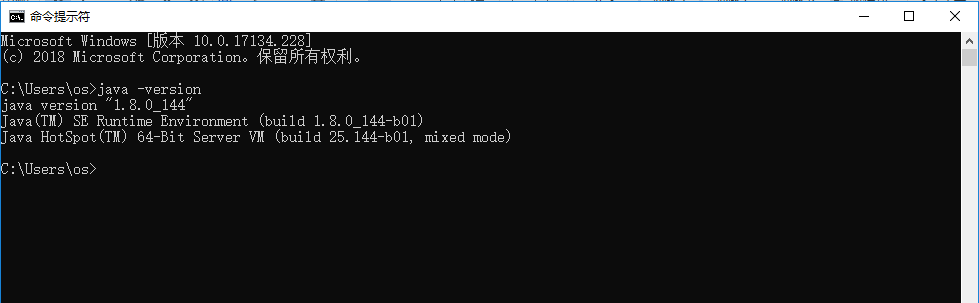 命令提示符
Microsoft Windows [版本 10.0.17134.228]
(c) 2018 Microsoft Corporation。保留所有权利。
C:\Users\os>java -version
java version "1.8.0_144"
Java(TM) SE Runtime Environment (build 1.8.0_144-b01)
Java HotSpot(TM) 64-Bit Server VM (build 25.144-b01, mixed mode)
C:\Users\os>